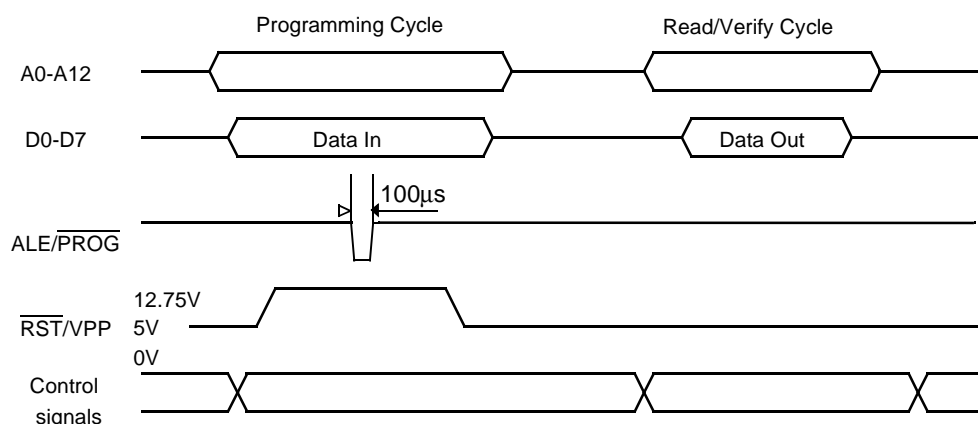 Programming Cycle
Read/Verify Cycle
A0-A12
D0-D7
Data In
Data Out
100μs
ALE/PROG
12.75V
RST/VPP
5V
0V
Control
signals